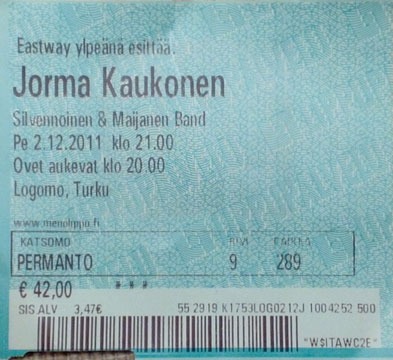 Eastway ylpeänä esittää:
Jorma Kaukonen
Silvennoinen & Maijanen Band
Pe 2.12.2011 klo 21.00
Ovet aukevat klo 20.00
Logomo, Turku
www.menolippu.fi
KATSOMO RIVI PAIKKA
PERMANTO 9 289
€ 42,00 * * *
SIS ALV 3,47€ 55 2919 K1753LOG0212J 1004252 500
*W$ITAWC2E*